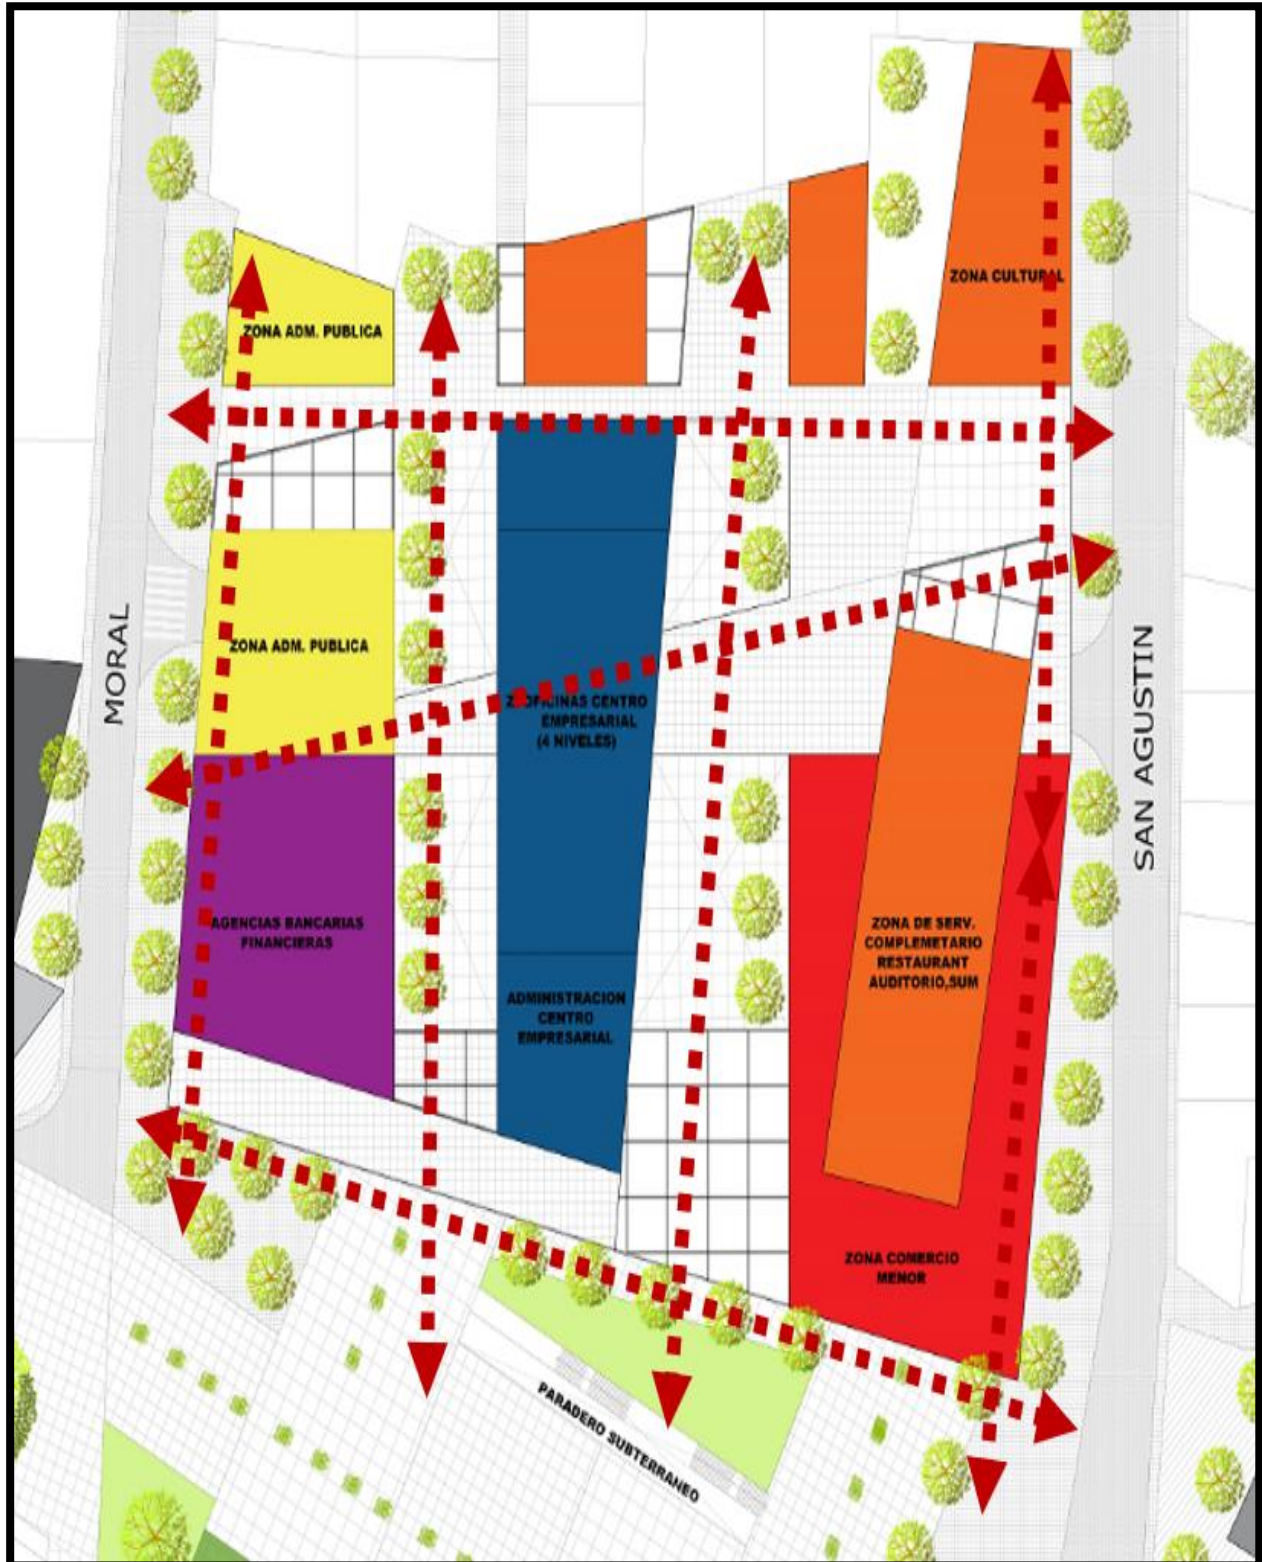 ZONA CULTURAL
ZONA ADM. PUBLICA
ZONA ADM. PUBLICA
MORAL
SAN AGUSTIN
Z. OFICINAS CENTRO
EMPRESARIAL
(4 NIVELES)
AGENCIAS BANCARIAS
FINANCIERAS
ZONA DE SERV.
COMPLEMETARIO
RESTAURANT
AUDITORIO,SUM
ADMINISTRACION
CENTRO
EMPRESARIAL
ZONA COMERCIO
MENOR
PARADERO SUBTERRANEO